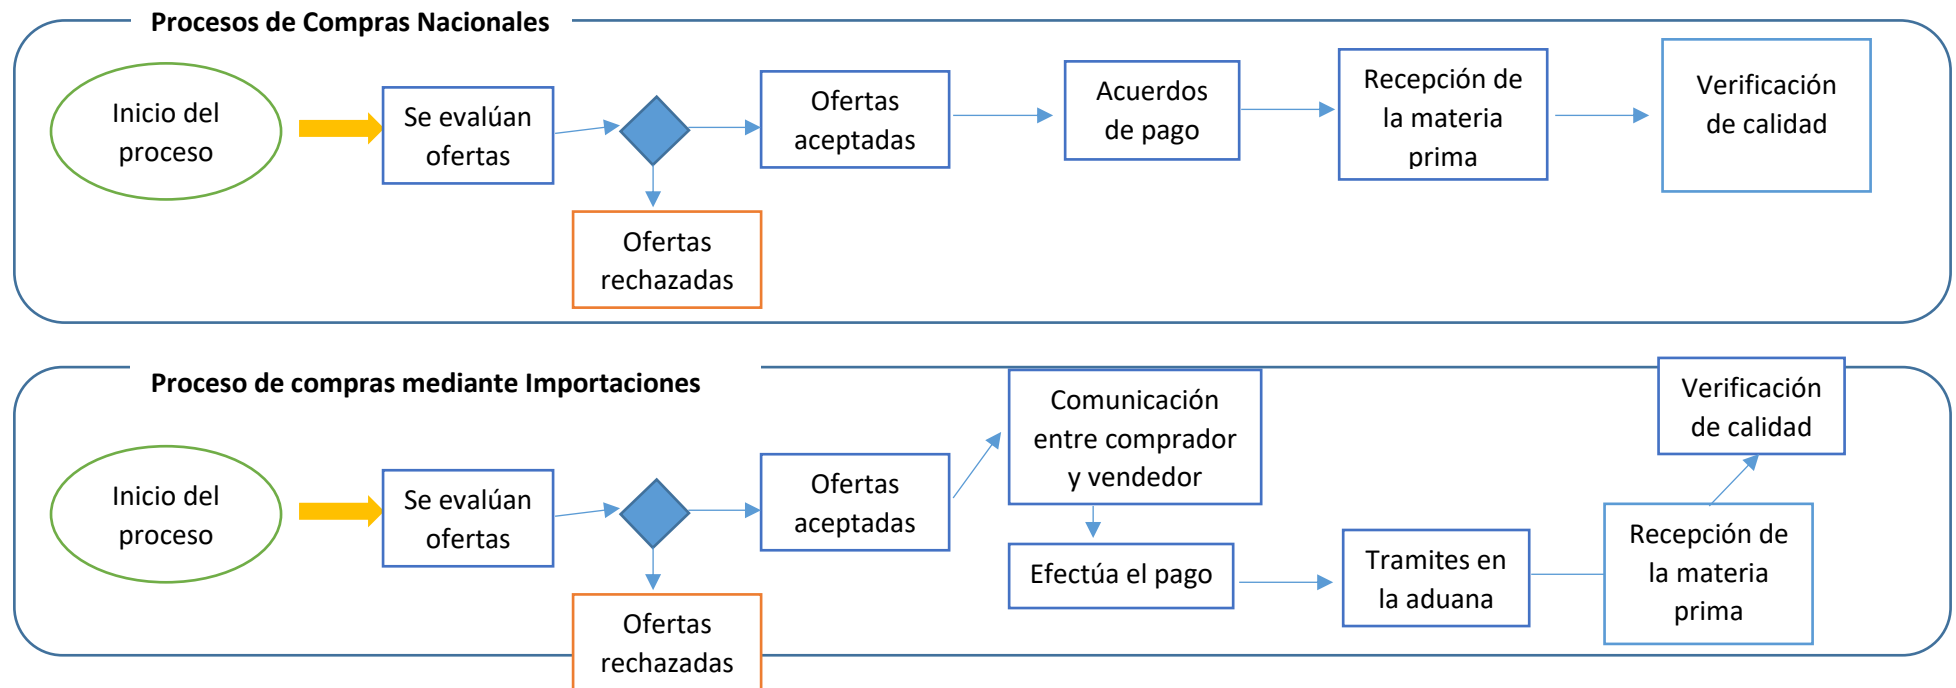 Procesos de Compras Nacionales
Inicio del
proceso
Se evalúan
ofertas
Ofertas
aceptadas
Ofertas
rechazadas
Acuerdos
de pago
Recepción de
la materia
prima
Verificación
de calidad
Proceso de compras mediante Importaciones
Inicio del
proceso
Se evalúan
ofertas
Ofertas
aceptadas
Ofertas
rechazadas
Comunicación
entre comprador
y vendedor
Efectúa el pago
Tramites en
la aduana
Recepción de
la materia
prima
Verificación
de calidad